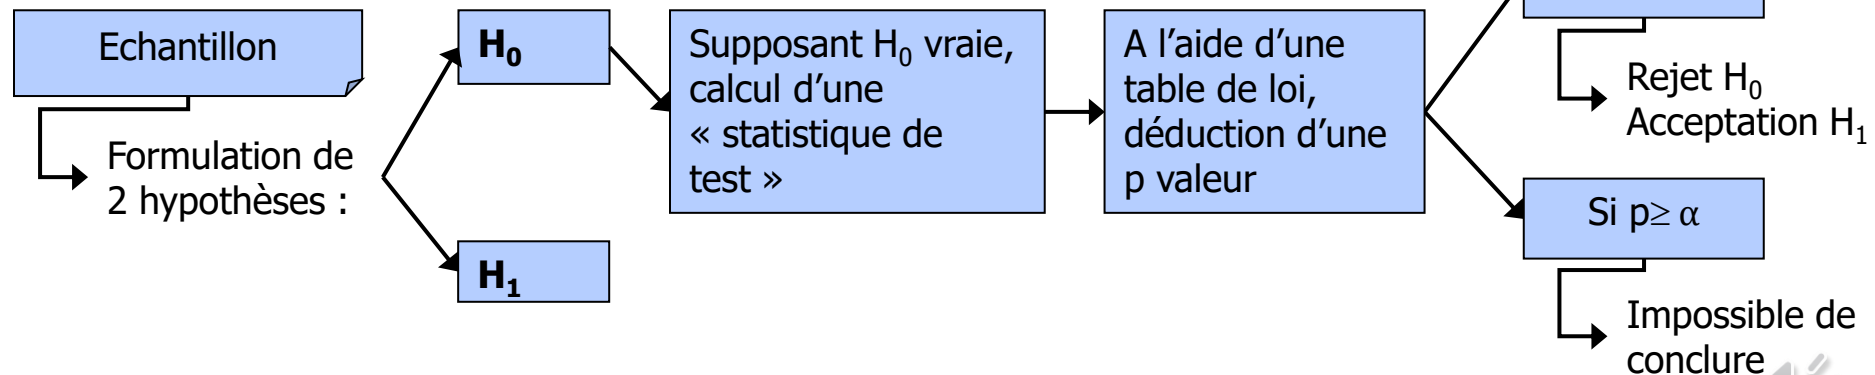 Echantillon
Formulation de
2 hypothèses :
H₀
H₁
Supposant H₀ vraie,
calcul d’une
« statistique de
test »
A l’aide d’une
table de loi,
déduction d’une
p valeur
Rejet H₀
Acceptation H₁
Si p≥ α
Impossible de
conclure